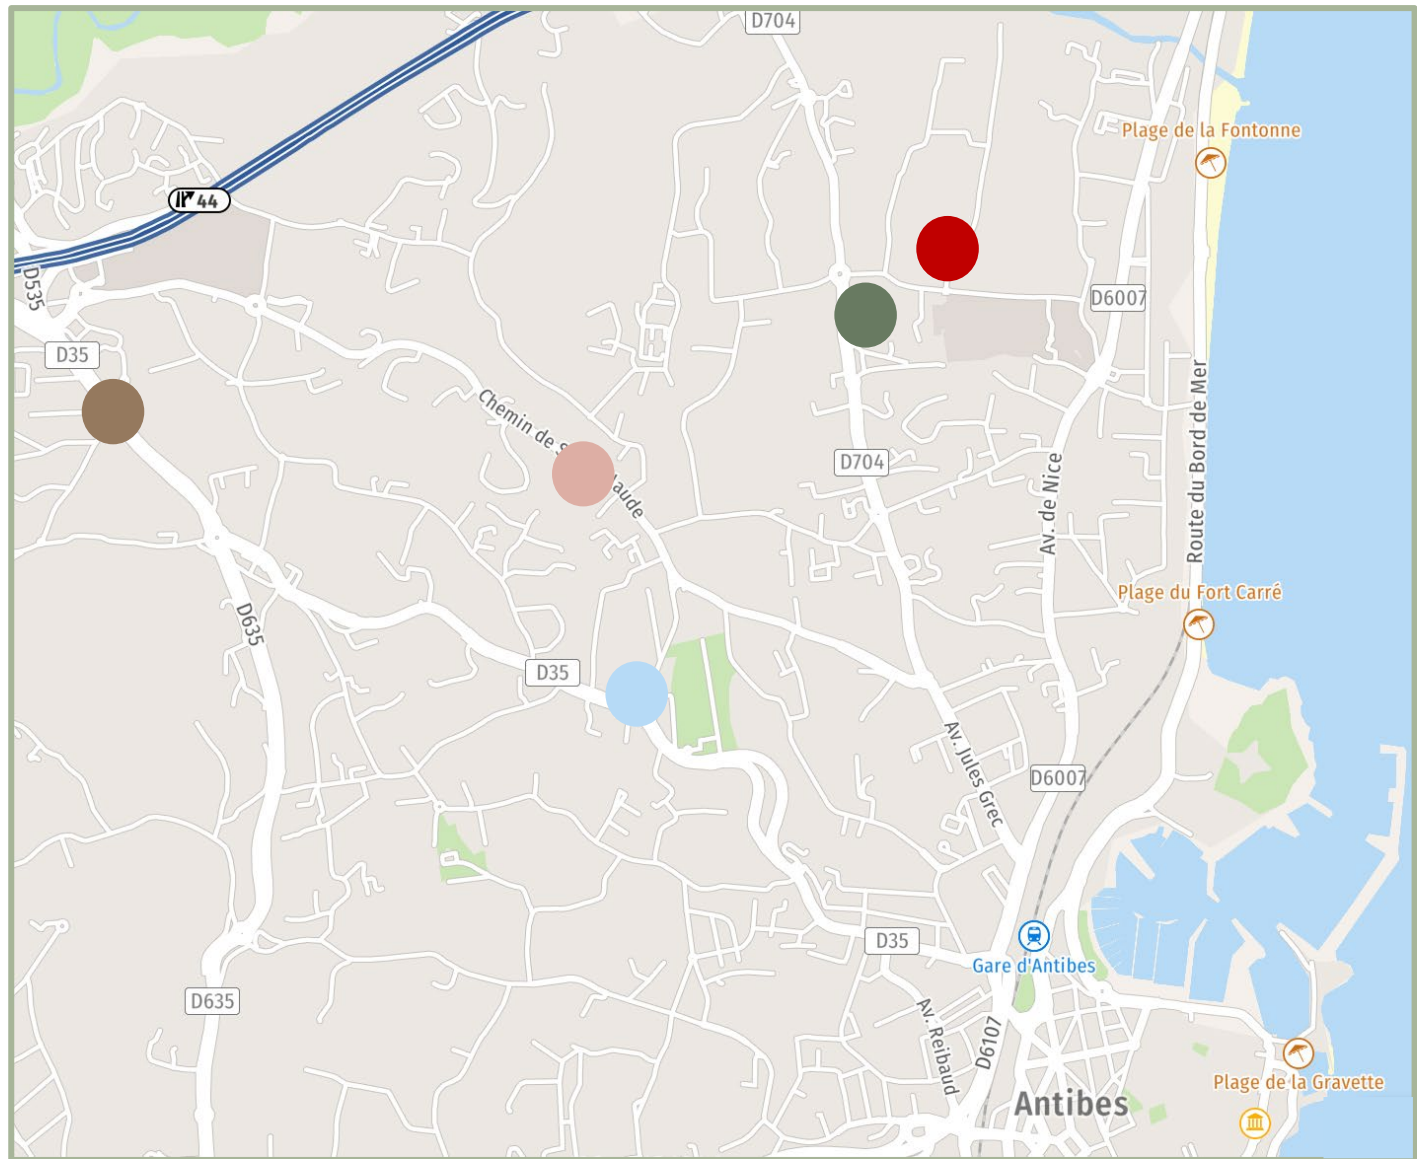 D704
Plage de la Fontonne
44
D535
D6007
D35
Chemin de S
aude
D704
Route du Bord de Mer
Av. de Nice
Plage du Fort Carré
D635
D35
Av. Jules Grec
D6007
D35
Gare d'Antibes
D635
Av. Reibaud
D6107
Plage de la Gravette
Antibes